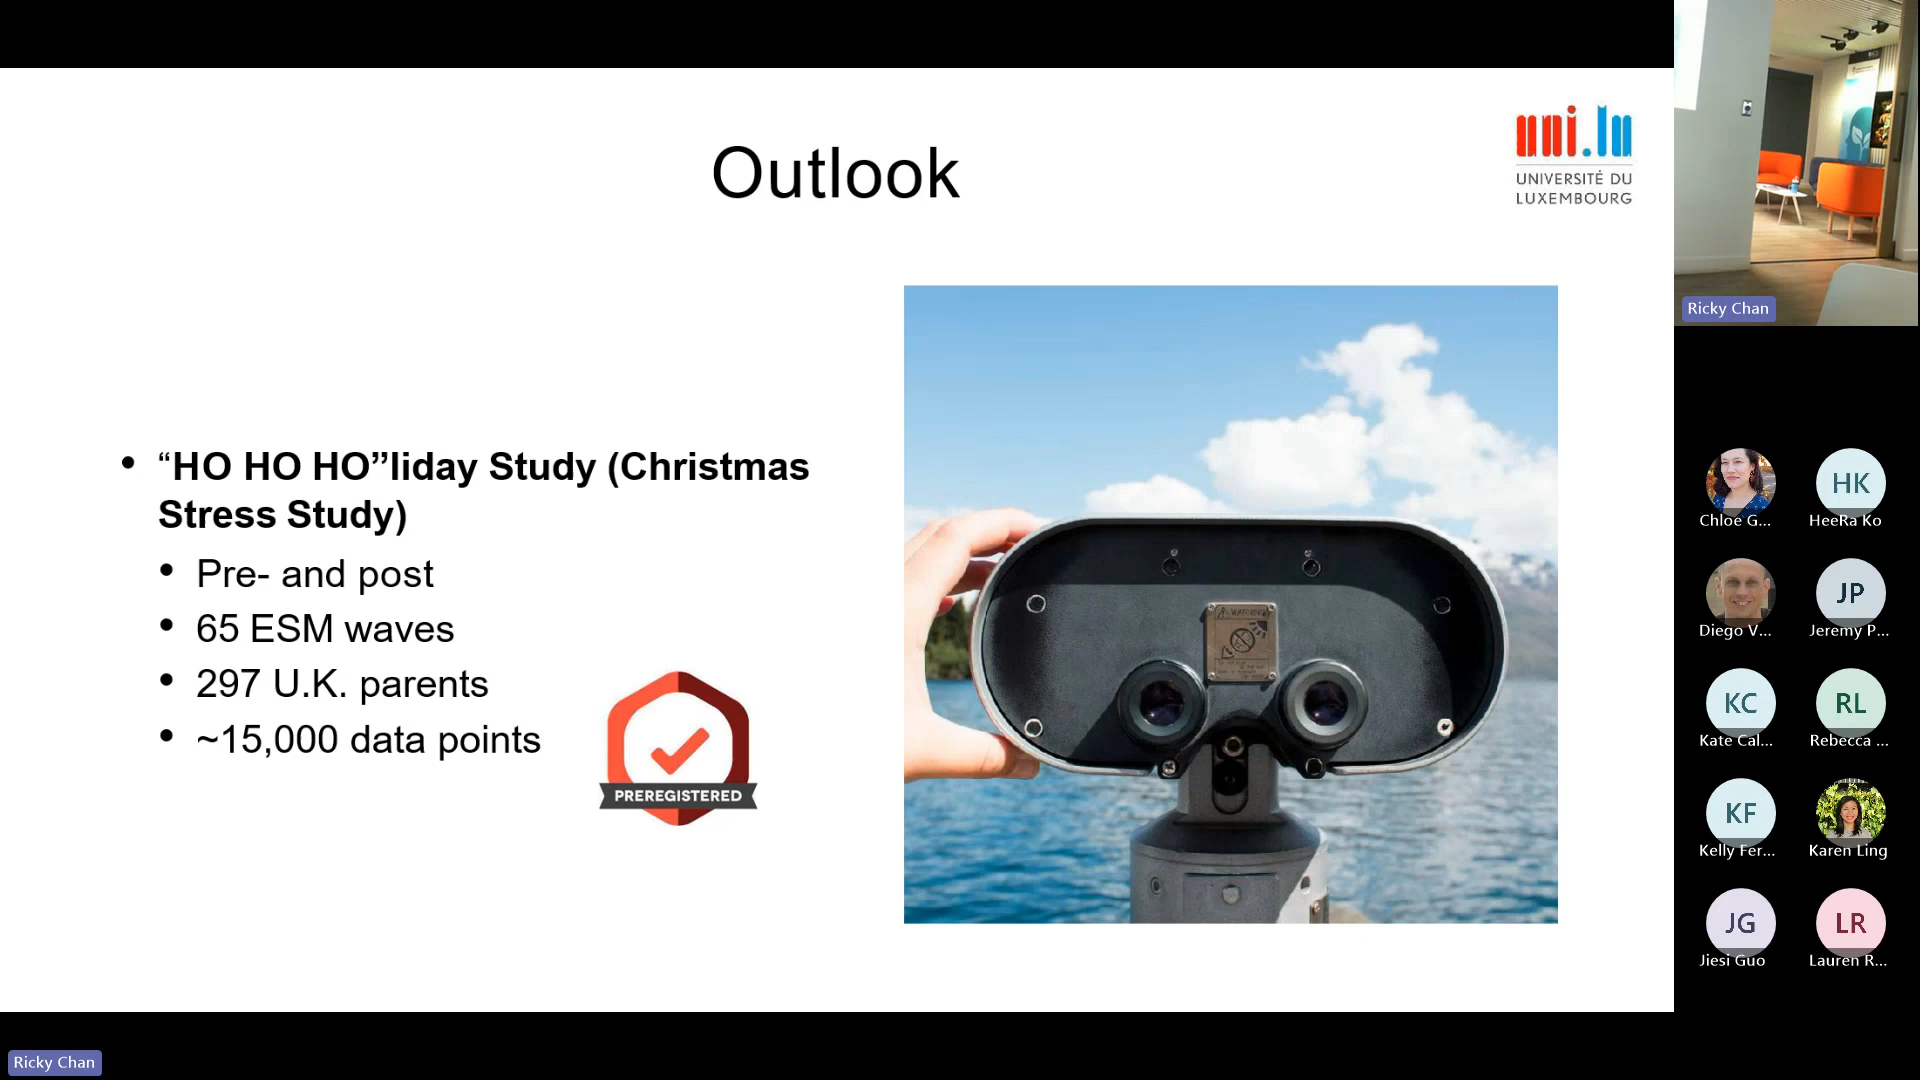 Outlook
uni.lu
UNIVERSITÉ DU
LUXEMBOURG
• “HO HO HO”liday Study (Christmas
Stress Study)
• Pre- and post
• 65 ESM waves
• 297 U.K. parents
• ~15,000 data points
PREREGISTERED
WARNING
Ricky Chan
Chloe G...
HK
HeeRa Ko
Diego V...
JP
Jeremy P...
KC
Kate Cal...
RL
Rebecca ...
KF
Kelly Fer...
Karen Ling
JG
Jiesi Guo
LR
Lauren R...
Ricky Chan